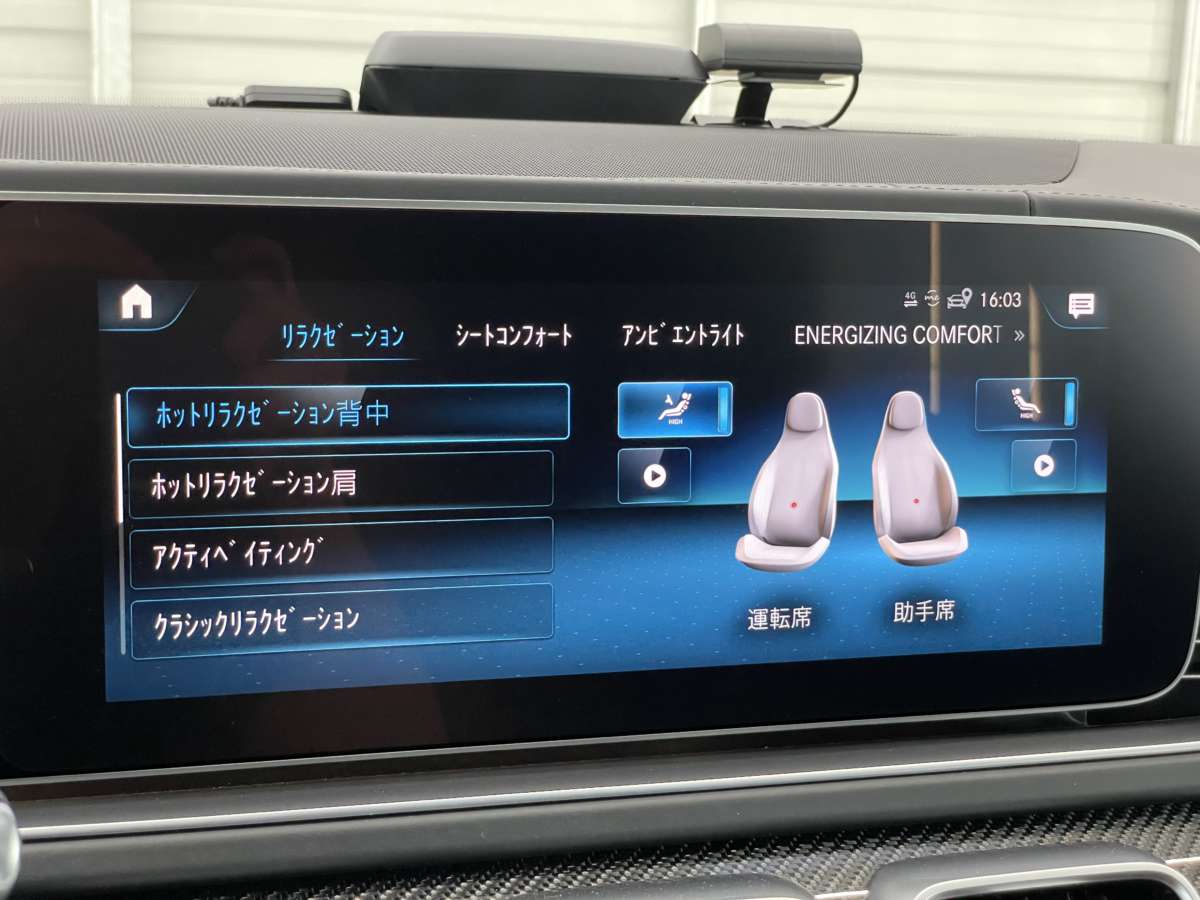 4G me 16:03
リラクゼーション シートコンフォート アンビエントライト ENERGIZING COMFORT »
ホットリラクゼーション背中
HIGH HIGH
ホットリラクゼーション肩
アクティベイティング
クラシックリラクゼーション
運転席 助手席